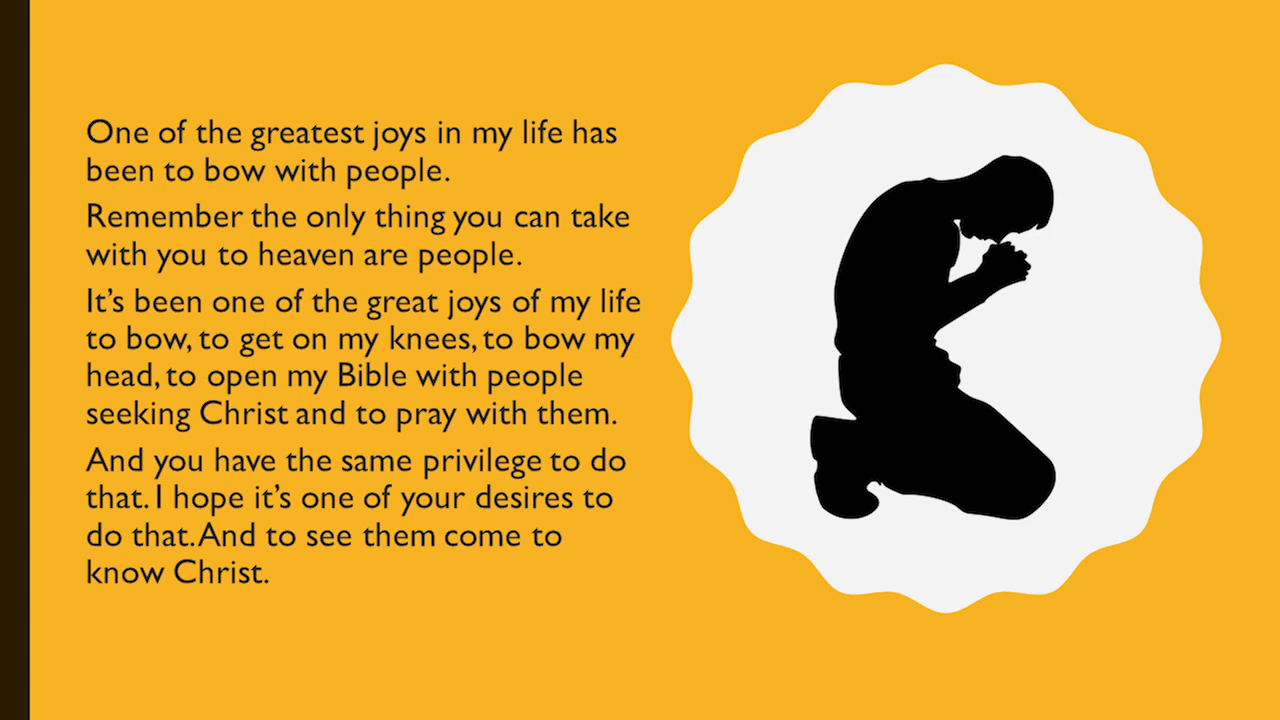 One of the greatest joys in my life has
been to bow with people.
Remember the only thing you can take
with you to heaven are people.
It’s been one of the great joys of my life
to bow, to get on my knees, to bow my
head, to open my Bible with people
seeking Christ and to pray with them.
And you have the same privilege to do
that. I hope it’s one of your desires to
do that. And to see them come to
know Christ.